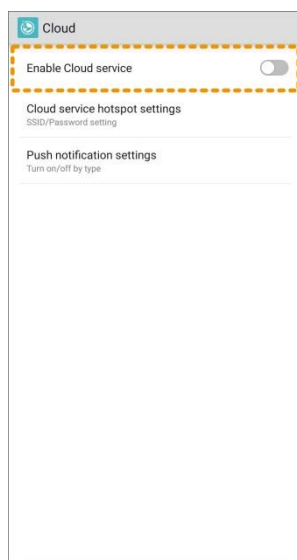 Cloud
Enable Cloud service
Cloud service hotspot settings
SSID/Password setting
Push notification settings
Turn on/off by type